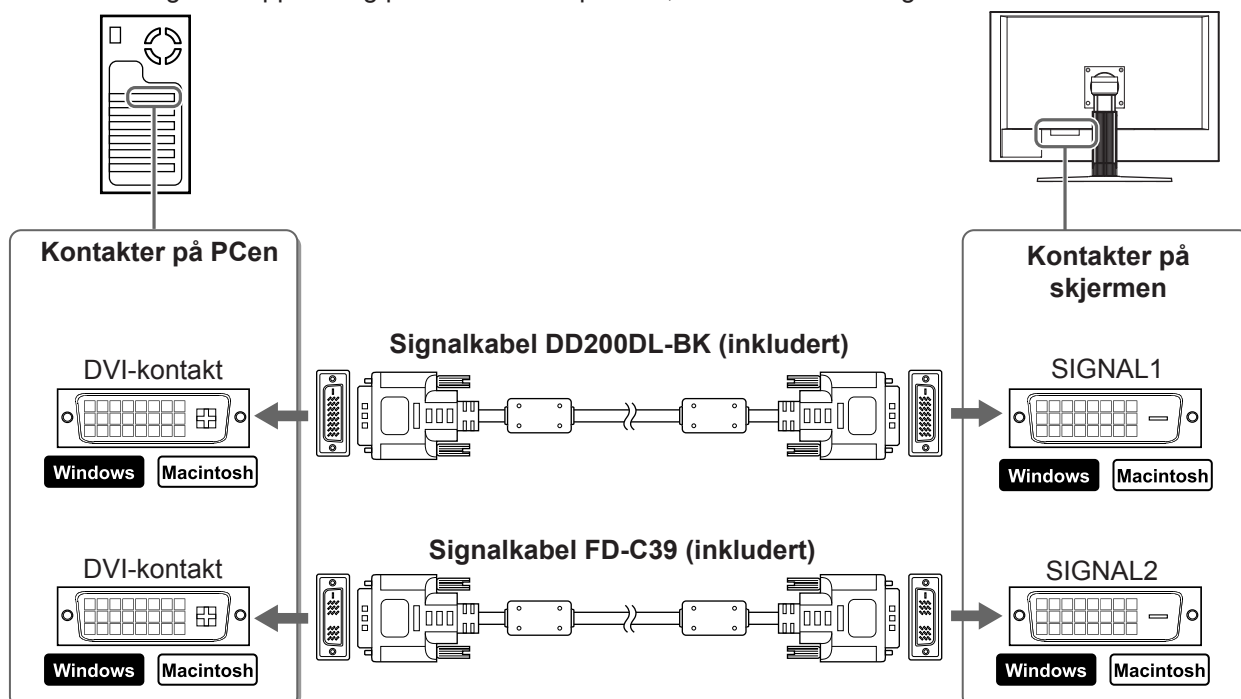 Kontakter på PCen
Kontakter på
skjermen
Signalkabel DD200DL-BK (inkludert)
DVI-kontakt
SIGNAL1
Windows Macintosh
Windows Macintosh
Signalkabel FD-C39 (inkludert)
DVI-kontakt
SIGNAL2
Windows Macintosh
Windows Macintosh